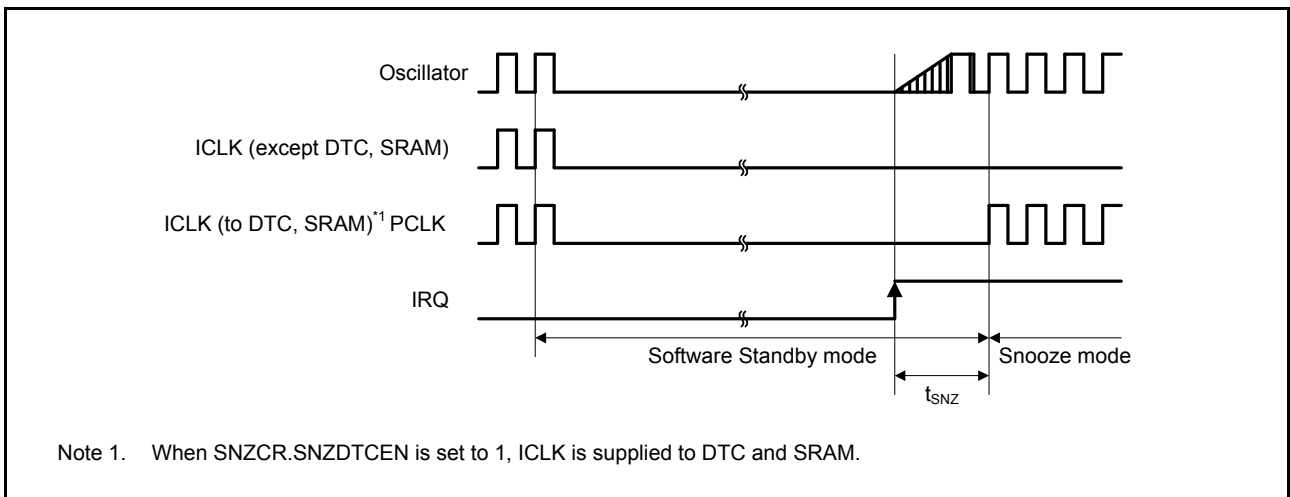 Oscillator
ICLK (except DTC, SRAM)
ICLK (to DTC, SRAM)*1 PCLK
IRQ
Software Standby mode
Snooze mode
tSNZ
Note 1. When SNZCR.SNZDTCEN is set to 1, ICLK is supplied to DTC and SRAM.